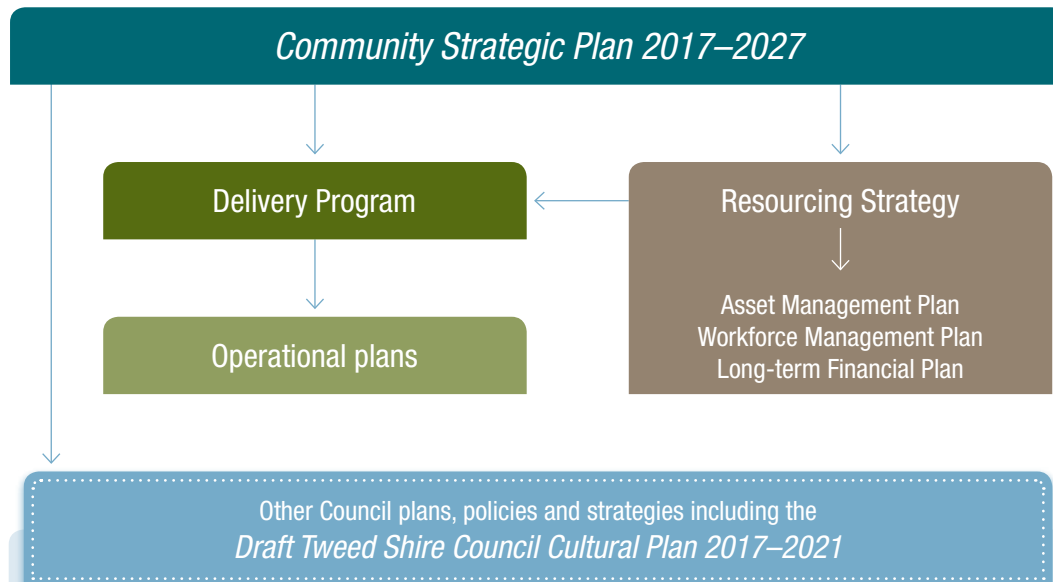 Community Strategic Plan 2017–2027
Delivery Program
Resourcing Strategy
Asset Management Plan
Workforce Management Plan
Long-term Financial Plan
Operational plans
Other Council plans, policies and strategies including the
Draft Tweed Shire Council Cultural Plan 2017–2021